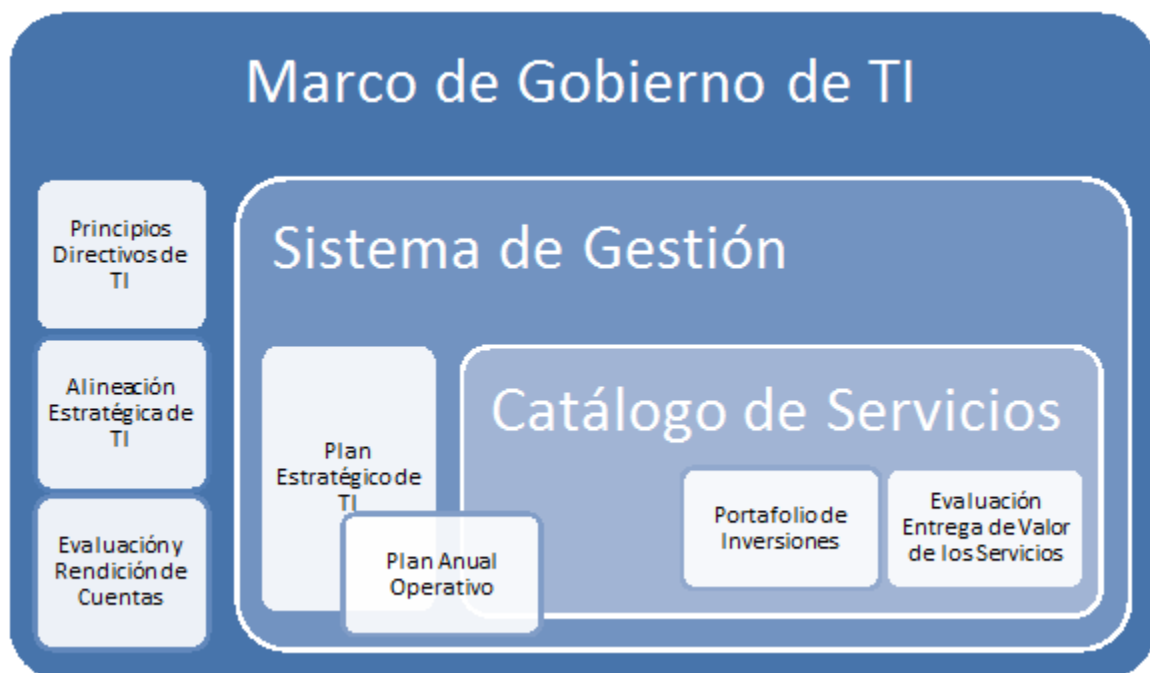 Marco de Gobierno de TI
Principios
Directivos de
TI
Sistema de Gestión
Alineación
Estratégica de
TI
Plan
Estratégico de
TI
Catálogo de Servicios
Portafolio de
Inversiones
Evaluación
Entrega de Valor
de los Servicios
Evaluación y
Rendición de
Cuentas
Plan Anual
Operativo